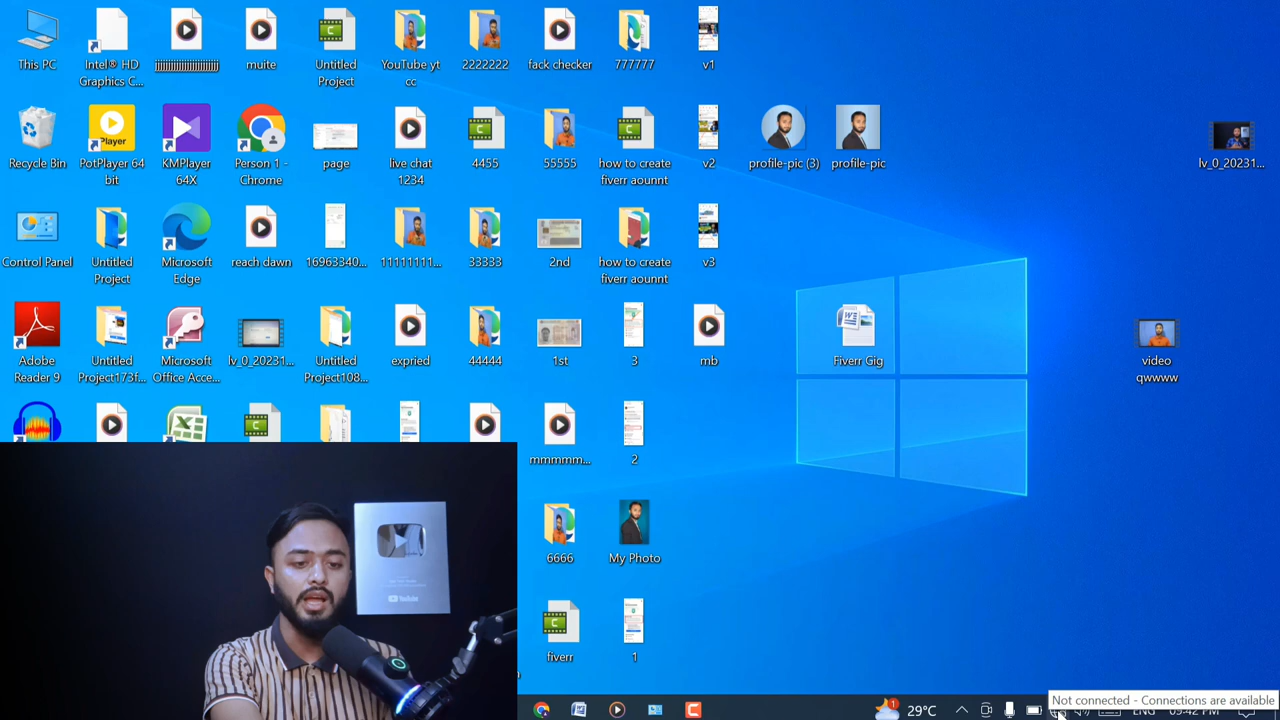 This PC
Intel® HD
Graphics C...
jjjjjjjjjjjjjjjjjjjjjjjj
muite
Untitled
Project
YouTube yt
cc
2222222
fack checker
777777
v1
Recycle Bin
Player
PotPlayer 64
bit
KMPlayer
64X
Person 1 -
Chrome
page
live chat
1234
4455
55555
how to create
fiverr aounnt
v2
profile-pic (3)
profile-pic
lv_0_20231...
Control Panel
Untitled
Project
Microsoft
Edge
reach dawn
16963340...
11111111...
33333
2nd
how to create
fiverr aounnt
v3
Adobe
Reader 9
Untitled
Project173f...
Microsoft
Office Acce...
lv_0_20231...
Untitled
Project108...
expried
44444
1st
3
mb
Fiverr Gig
video
qwwww
mmmmm...
2
6666
My Photo
fiverr
1
YouTube
1
29°C
Not connected - Connections are available
ENG
09:42 PM